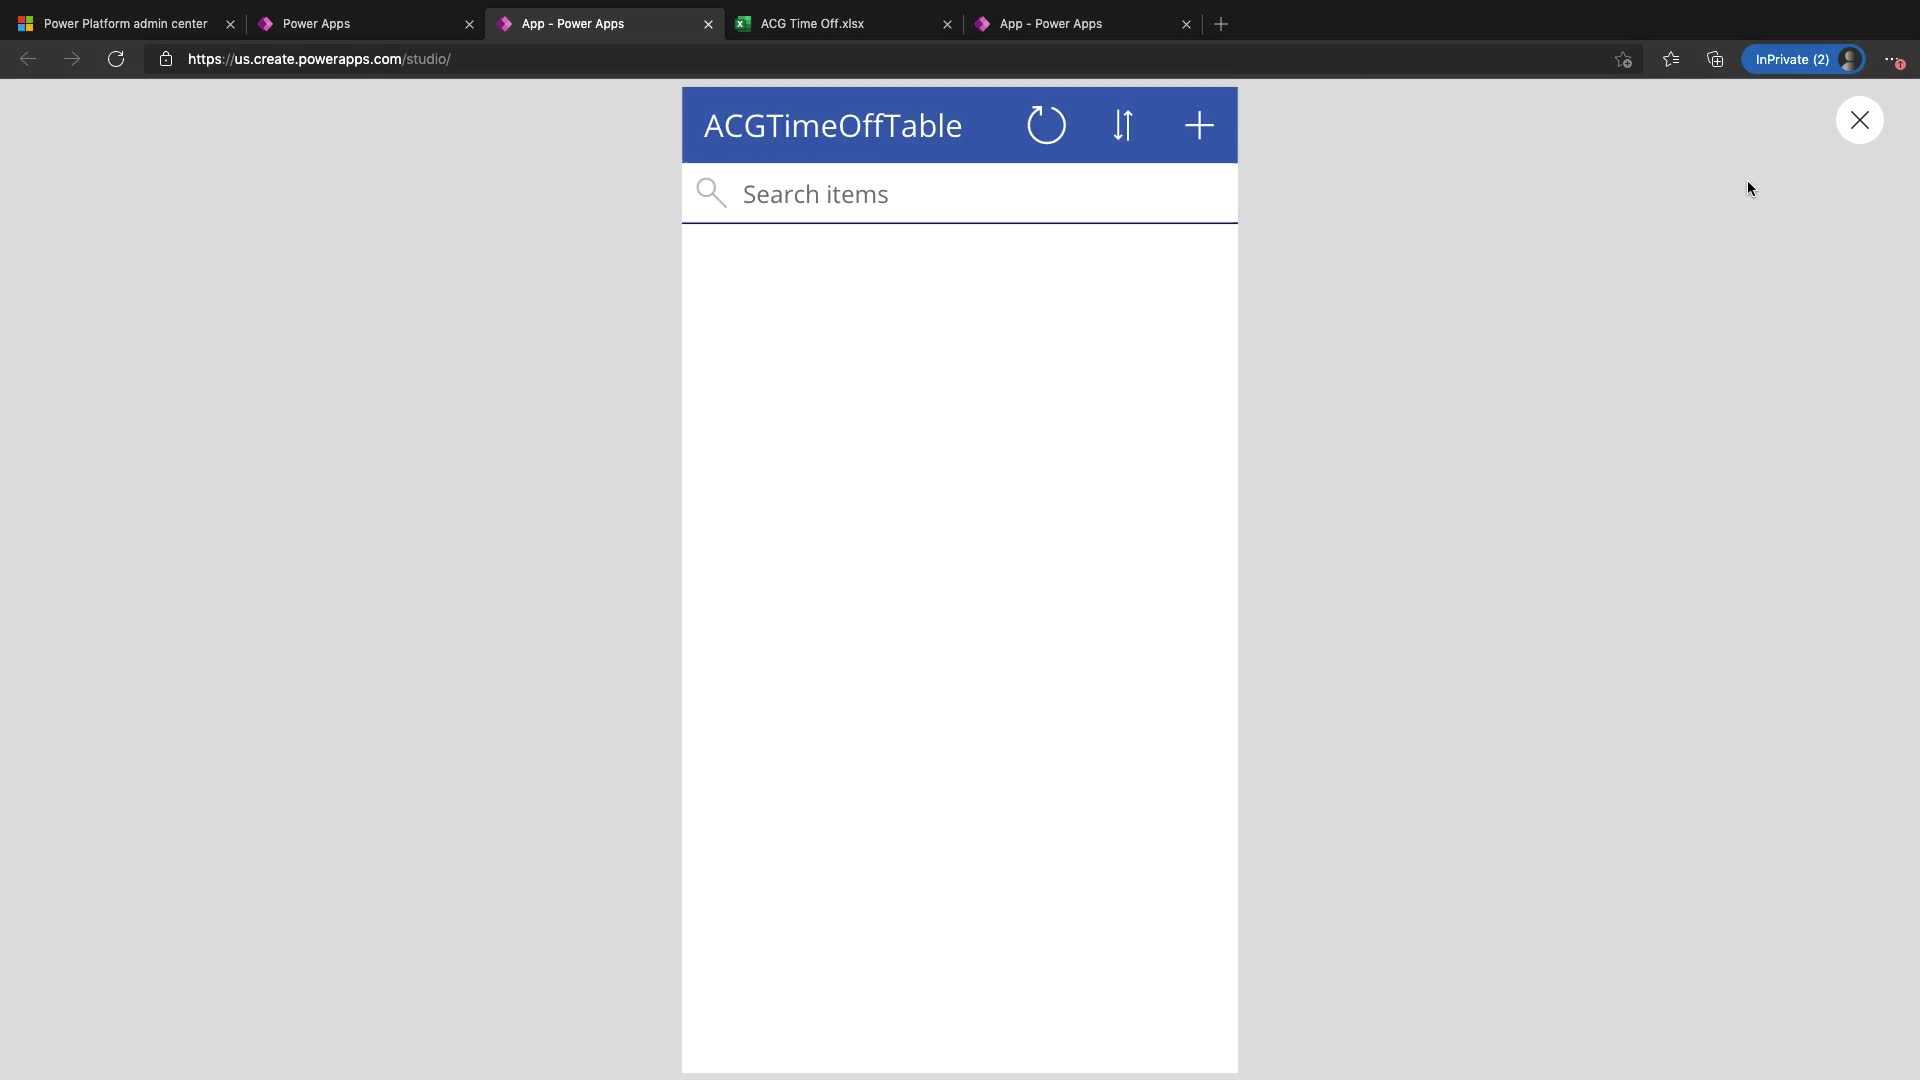 Power Platform admin center
Power Apps
App - Power Apps
ACG Time Off.xlsx
App - Power Apps
https://us.create.powerapps.com/studio/
InPrivate (2)
ACGTimeOffTable
Search items